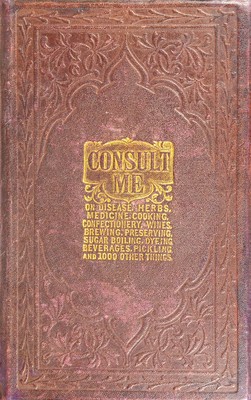 CONSULT
ME
ON DISEASE, HERBS,
MEDICINE, COOKING,
CONFECTIONERY, WINES,
BREWING, PRESERVING,
SUGAR BOILING, DYEING
BEVERAGES, PICKLING
AND 1000 OTHER THINGS.